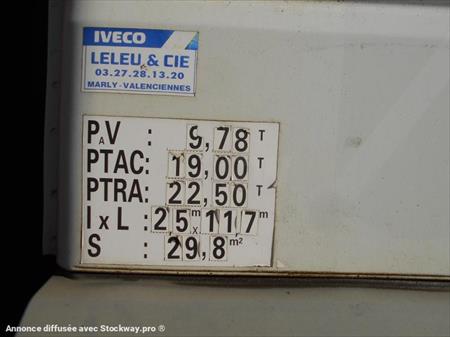 IVECO
LELEU & CIE
03.27.28.13.20
MARLY - VALENCIENNES
PAV : 9,78 T
PTAC: 19,00 T
PTRA: 22,50 T
l x L : 2,5 m x 11,7 m
S : 29,8 m²
Annonce diffusée avec Stockway.pro ®